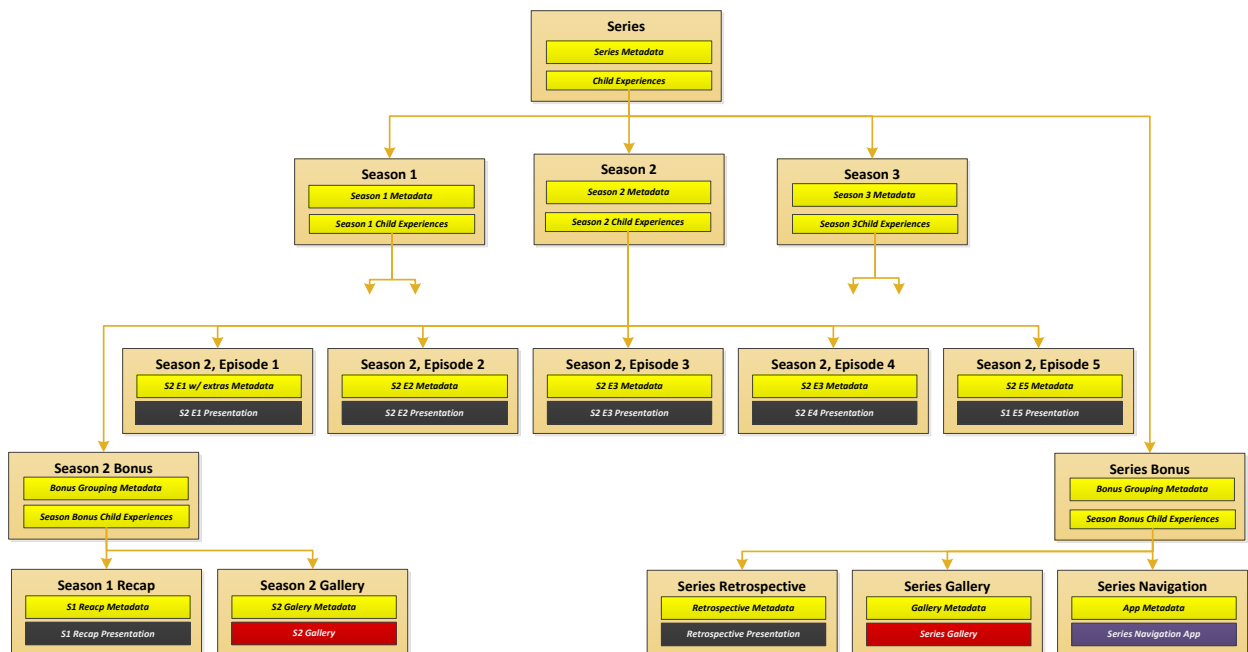 Series
Series Metadata
Child Experiences
Season 1
Season 1 Metadata
Season 1 Child Experiences
Season 2
Season 2 Metadata
Season 2 Child Experiences
Season 3
Season 3 Metadata
Season 3Child Experiences
Season 2, Episode 1
S2 E1 w/ extras Metadata
S2 E1 Presentation
Season 2, Episode 2
S2 E2 Metadata
S2 E2 Presentation
Season 2, Episode 3
S2 E3 Metadata
S2 E3 Presentation
Season 2, Episode 4
S2 E3 Metadata
S2 E4 Presentation
Season 2, Episode 5
S2 E5 Metadata
S1 E5 Presentation
Season 2 Bonus
Bonus Grouping Metadata
Season Bonus Child Experiences
Series Bonus
Bonus Grouping Metadata
Season Bonus Child Experiences
Season 1 Recap
S1 Reacp Metadata
S1 Recap Presentation
Season 2 Gallery
S2 Galery Metadata
S2 Gallery
Series Retrospective
Retrospective Metadata
Retrospective Presentation
Series Gallery
Gallery Metadata
Series Gallery
Series Navigation
App Metadata
Series Navigation App